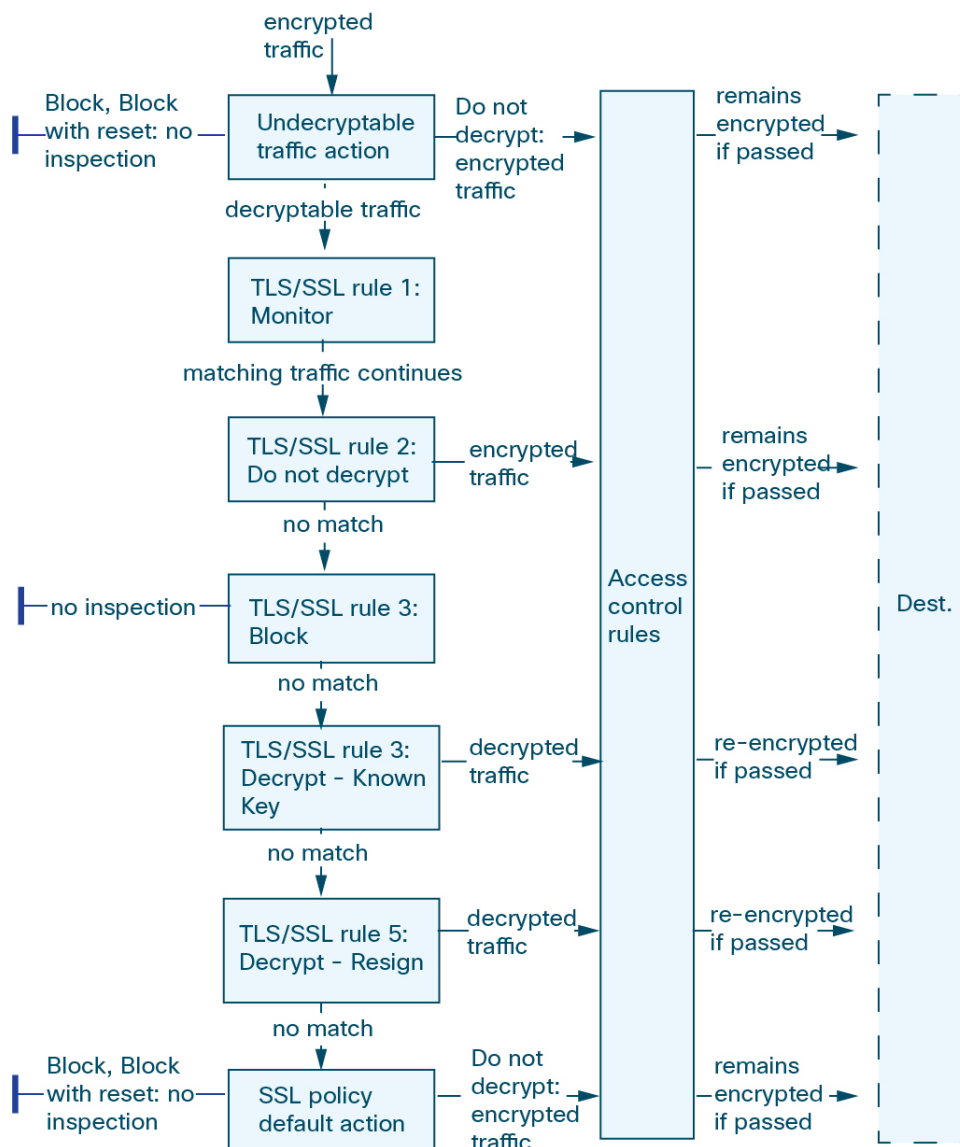 encrypted
traffic
Block, Block
with reset: no
inspection
Undecryptable
traffic action
Do not
decrypt:
encrypted
traffic
remains
encrypted
if passed
decryptable traffic
TLS/SSL rule 1:
Monitor
matching traffic continues
TLS/SSL rule 2:
Do not decrypt
encrypted
traffic
remains
encrypted
if passed
no match
no inspection
TLS/SSL rule 3:
Block
Access
control
rules
Dest.
no match
TLS/SSL rule 3:
Decrypt - Known
Key
decrypted
traffic
re-encrypted
if passed
no match
TLS/SSL rule 5:
Decrypt - Resign
decrypted
traffic
re-encrypted
if passed
no match
Block, Block
with reset: no
inspection
SSL policy
default action
Do not
decrypt:
encrypted
traffic
remains
encrypted
if passed